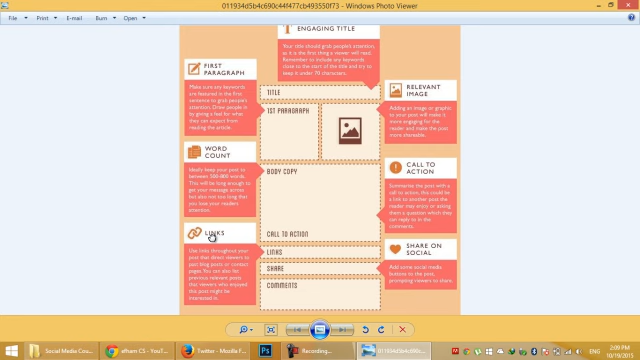 011934d5b4c690c44f477cb493550f73 - Windows Photo Viewer
File Print E-mail Burn Open
ENGAGING TITLE
Your title should grab people's attention,
as it is the first thing a viewer will read.
Remember to include any keywords
close to the start of the title and try to
keep it under 70 characters.
FIRST
PARAGRAPH
Make sure any keywords
are featured in the first
sentence to grab people's
attention. Draw people in
by giving a feel for what
they can expect from
reading the article.
TITLE
1ST PARAGRAPH
RELEVANT
IMAGE
Adding an image or graphic
to your post will make it
more engaging for the
reader and make the post
more shareable.
WORD
COUNT
Ideally keep your post to
between 500-800 words.
This will be long enough to
get your message across
but also not too long that
you lose your readers
attention.
BODY COPY
CALL TO ACTION
CALL TO
ACTION
Summarise the post with a
call to action, this could be
a link to another post the
reader may enjoy or asking
them a question which they
can reply to in the
comments.
LINKS
Use links throughout your
post that direct viewers to
past blog posts or contact
pages. You can also list
previous relevant posts
that viewers who enjoyed
this post might be
interested in.
LINKS
SHARE
COMMENTS
SHARE ON
SOCIAL
Add some social media
buttons to the post,
prompting viewers to share.
Social Media Cou...
elham CS - YouT...
Twitter - Mozilla F...
Ps
Recording...
011934d5b4c690c...
ENG
2:09 PM
10/19/2015